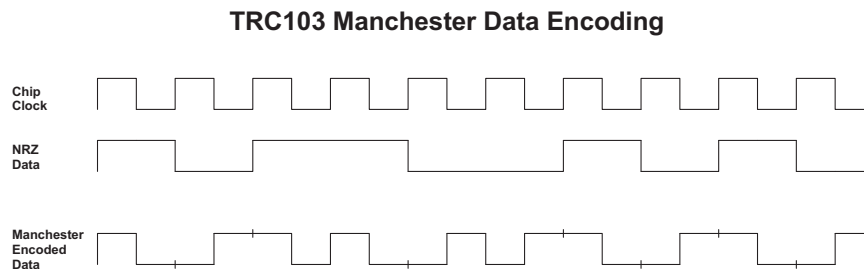 TRC103 Manchester Data Encoding
Chip
Clock
NRZ
Data
Manchester
Encoded
Data